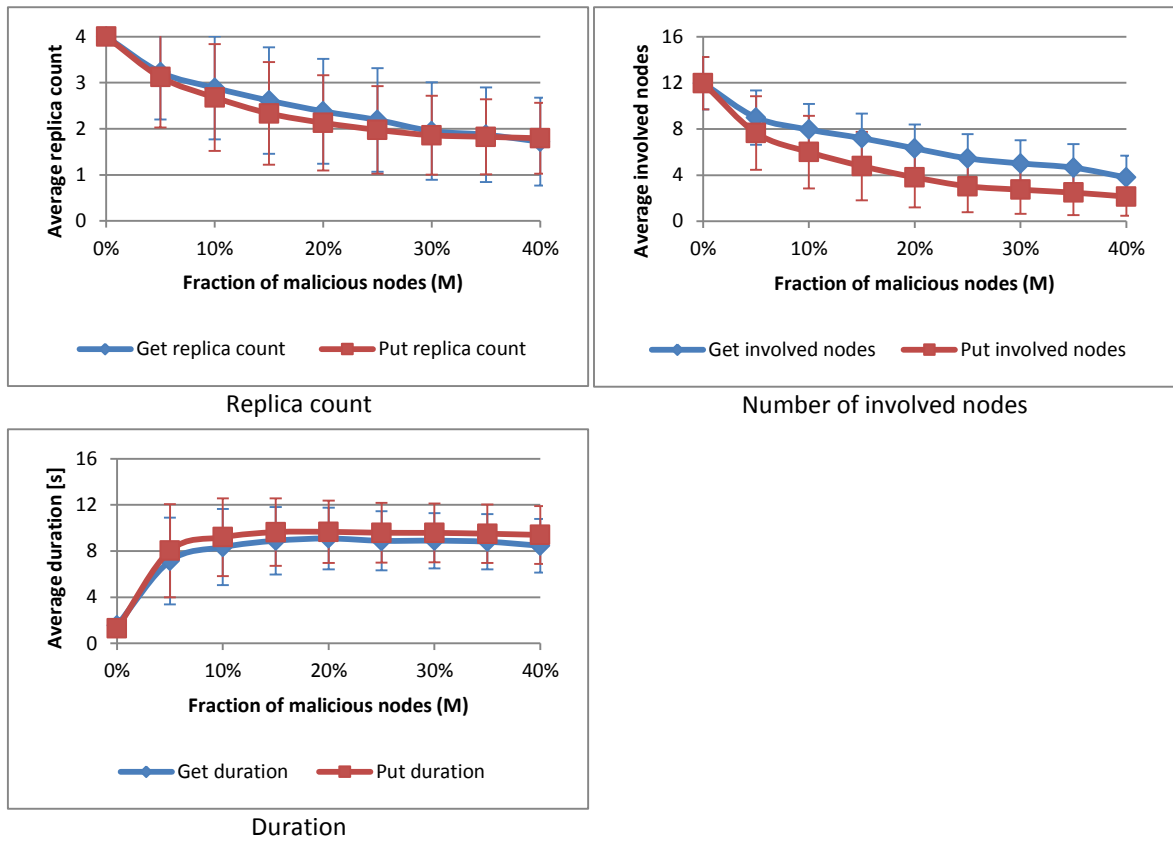 Average replica count
4
3
2
1
0
0% 10% 20% 30% 40%
Fraction of malicious nodes (M)
Get replica count Put replica count
Replica count
Average involved nodes
16
12
8
4
0
0% 10% 20% 30% 40%
Fraction of malicious nodes (M)
Get involved nodes Put involved nodes
Number of involved nodes
Average duration [s]
16
12
8
4
0
0% 10% 20% 30% 40%
Fraction of malicious nodes (M)
Get duration Put duration
Duration